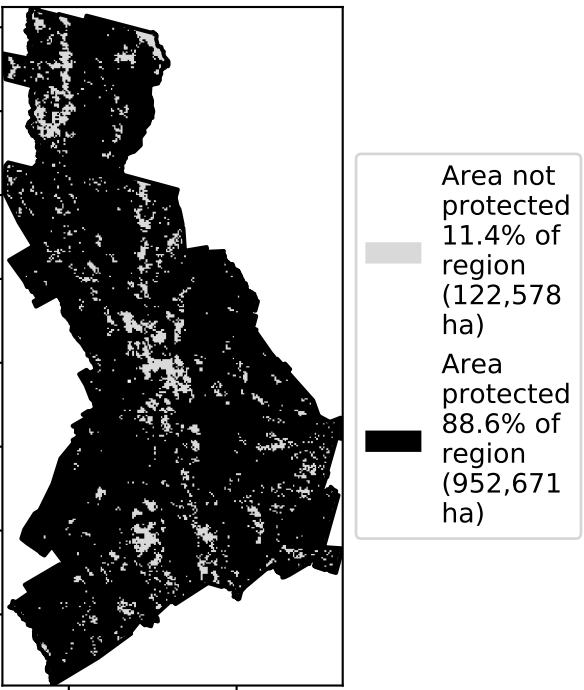 Area not
protected
11.4% of
region
(122,578
ha)
Area
protected
88.6% of
region
(952,671
ha)